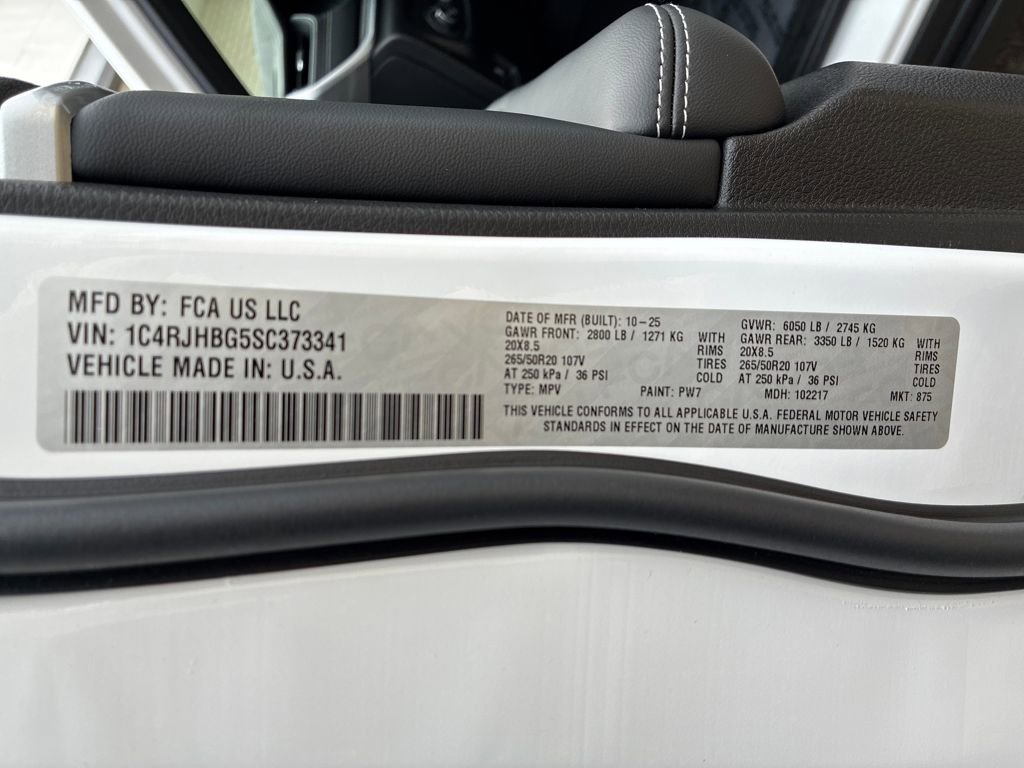 MFD BY: FCA US LLC
VIN: 1C4RJHBG5SC373341
VEHICLE MADE IN: U.S.A.
DATE OF MFR (BUILT): 10-25
GAWR FRONT: 2800 LB / 1271 KG WITH
20X8.5 RIMS
265/50R20 107V TIRES
AT 250 kPa / 36 PSI COLD
TYPE: MPV PAINT: PW7
GVWR: 6050 LB / 2745 KG
GAWR REAR: 3350 LB / 1520 KG WITH
20X8.5 RIMS
265/50R20 107V TIRES
AT 250 kPa / 36 PSI COLD
MDH: 102217 MKT: 875
THIS VEHICLE CONFORMS TO ALL APPLICABLE U.S.A. FEDERAL MOTOR VEHICLE SAFETY
STANDARDS IN EFFECT ON THE DATE OF MANUFACTURE SHOWN ABOVE.